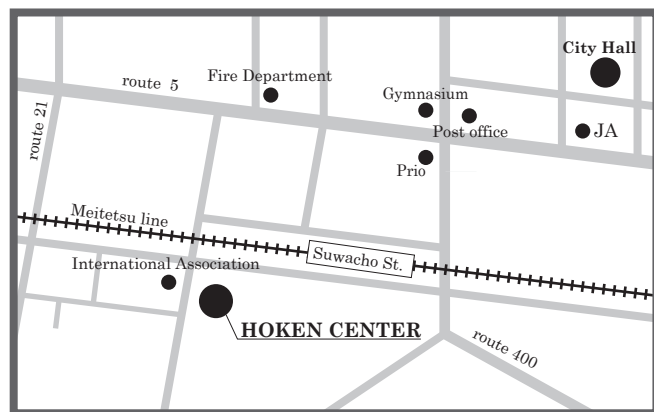 City Hall
route 5
Fire Department
Gymnasium
Post office
JA
route 21
Prio
Meitetsu line
Suwacho St.
International Association
HOKEN CENTER
route 400